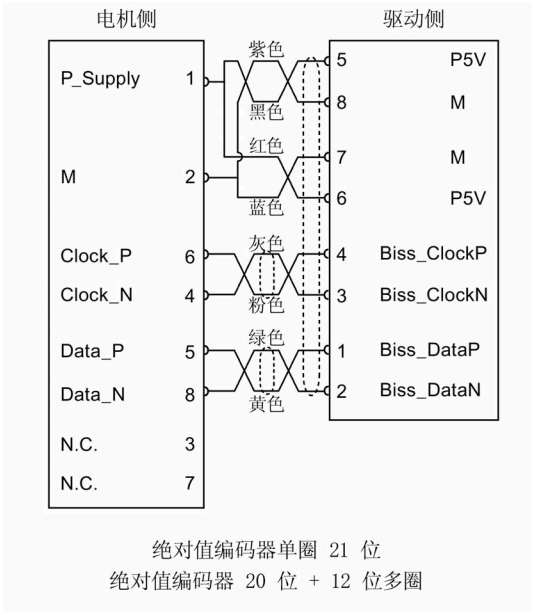 电机侧 驱动侧
紫色 5 P5V
P_Supply 1
黑色 8 M
红色 7 M
M 2
蓝色 6 P5V
灰色
Clock_P 6 4 Biss_ClockP
Clock_N 4 3 Biss_ClockN
粉色
绿色
Data_P 5 1 Biss_DataP
Data_N 8 2 Biss_DataN
黄色
N.C. 3
N.C. 7
绝对值编码器单圈 21 位
绝对值编码器 20 位 + 12 位多圈